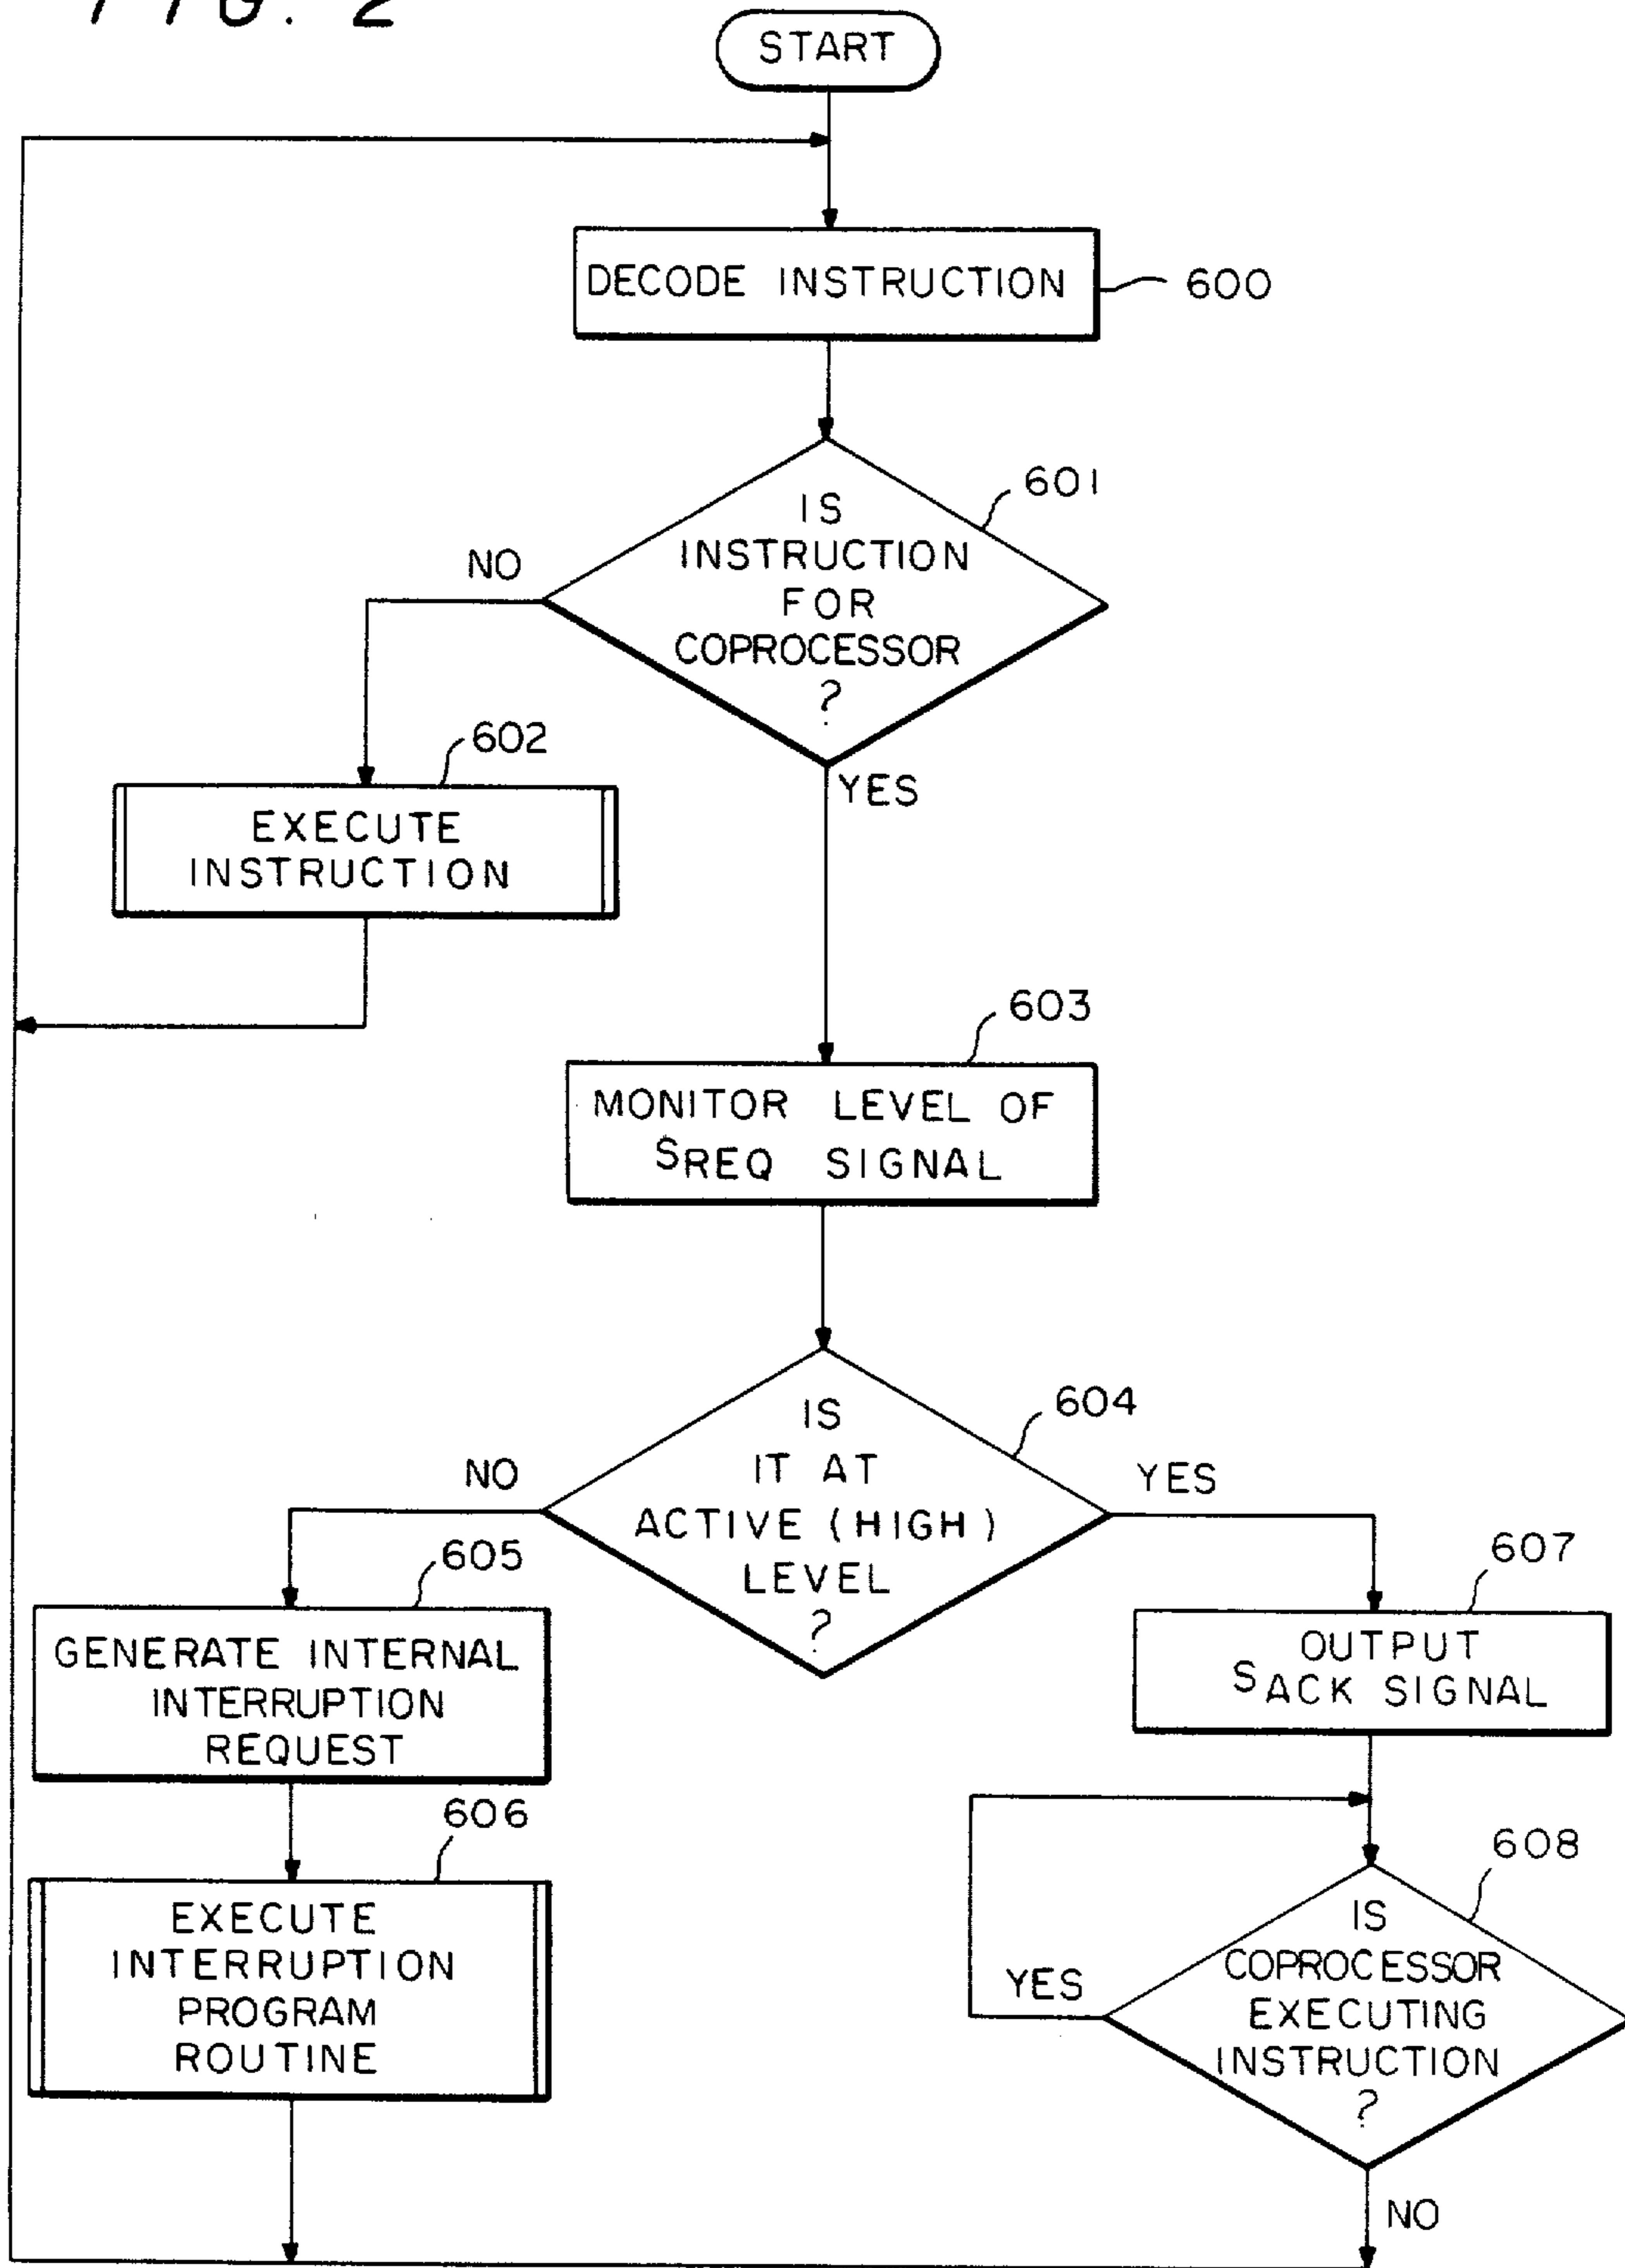 FIG. 2
START
DECODE INSTRUCTION
600
601
IS
INSTRUCTION
FOR
COPROCESSOR
?
NO
YES
602
EXECUTE
INSTRUCTION
603
MONITOR LEVEL OF
SREQ SIGNAL
604
IS
IT AT
ACTIVE (HIGH)
LEVEL
?
NO
YES
605
GENERATE INTERNAL
INTERRUPTION
REQUEST
607
OUTPUT
SACK SIGNAL
606
EXECUTE
INTERRUPTION
PROGRAM
ROUTINE
608
IS
COPROCESSOR
EXECUTING
INSTRUCTION
?
YES
NO